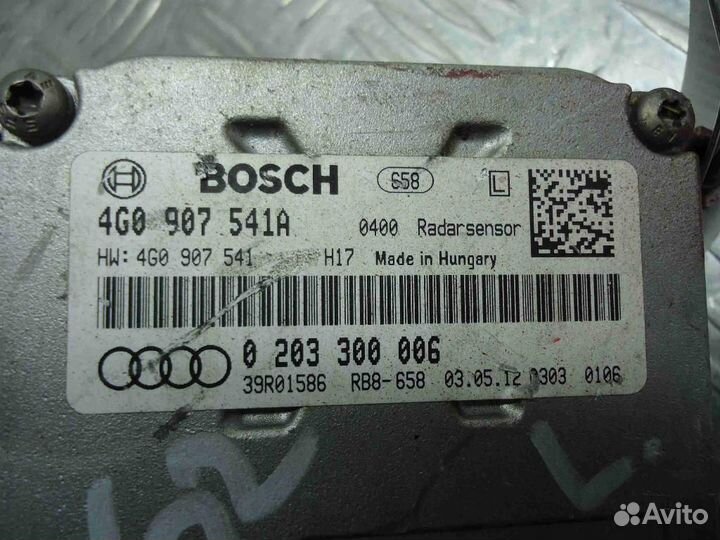 BOSCH 658 L
4G0 907 541A 0400 Radarsensor
HW: 4G0 907 541 H17 Made in Hungary
0 203 300 006
39R01586 RB8-658 03.05.12 0303 0106
52 L.
Avito